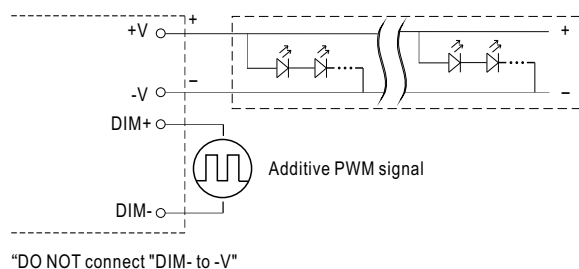 +
+V
+
-V
–
–
DIM+
Additive PWM signal
DIM-
“DO NOT connect "DIM- to -V"